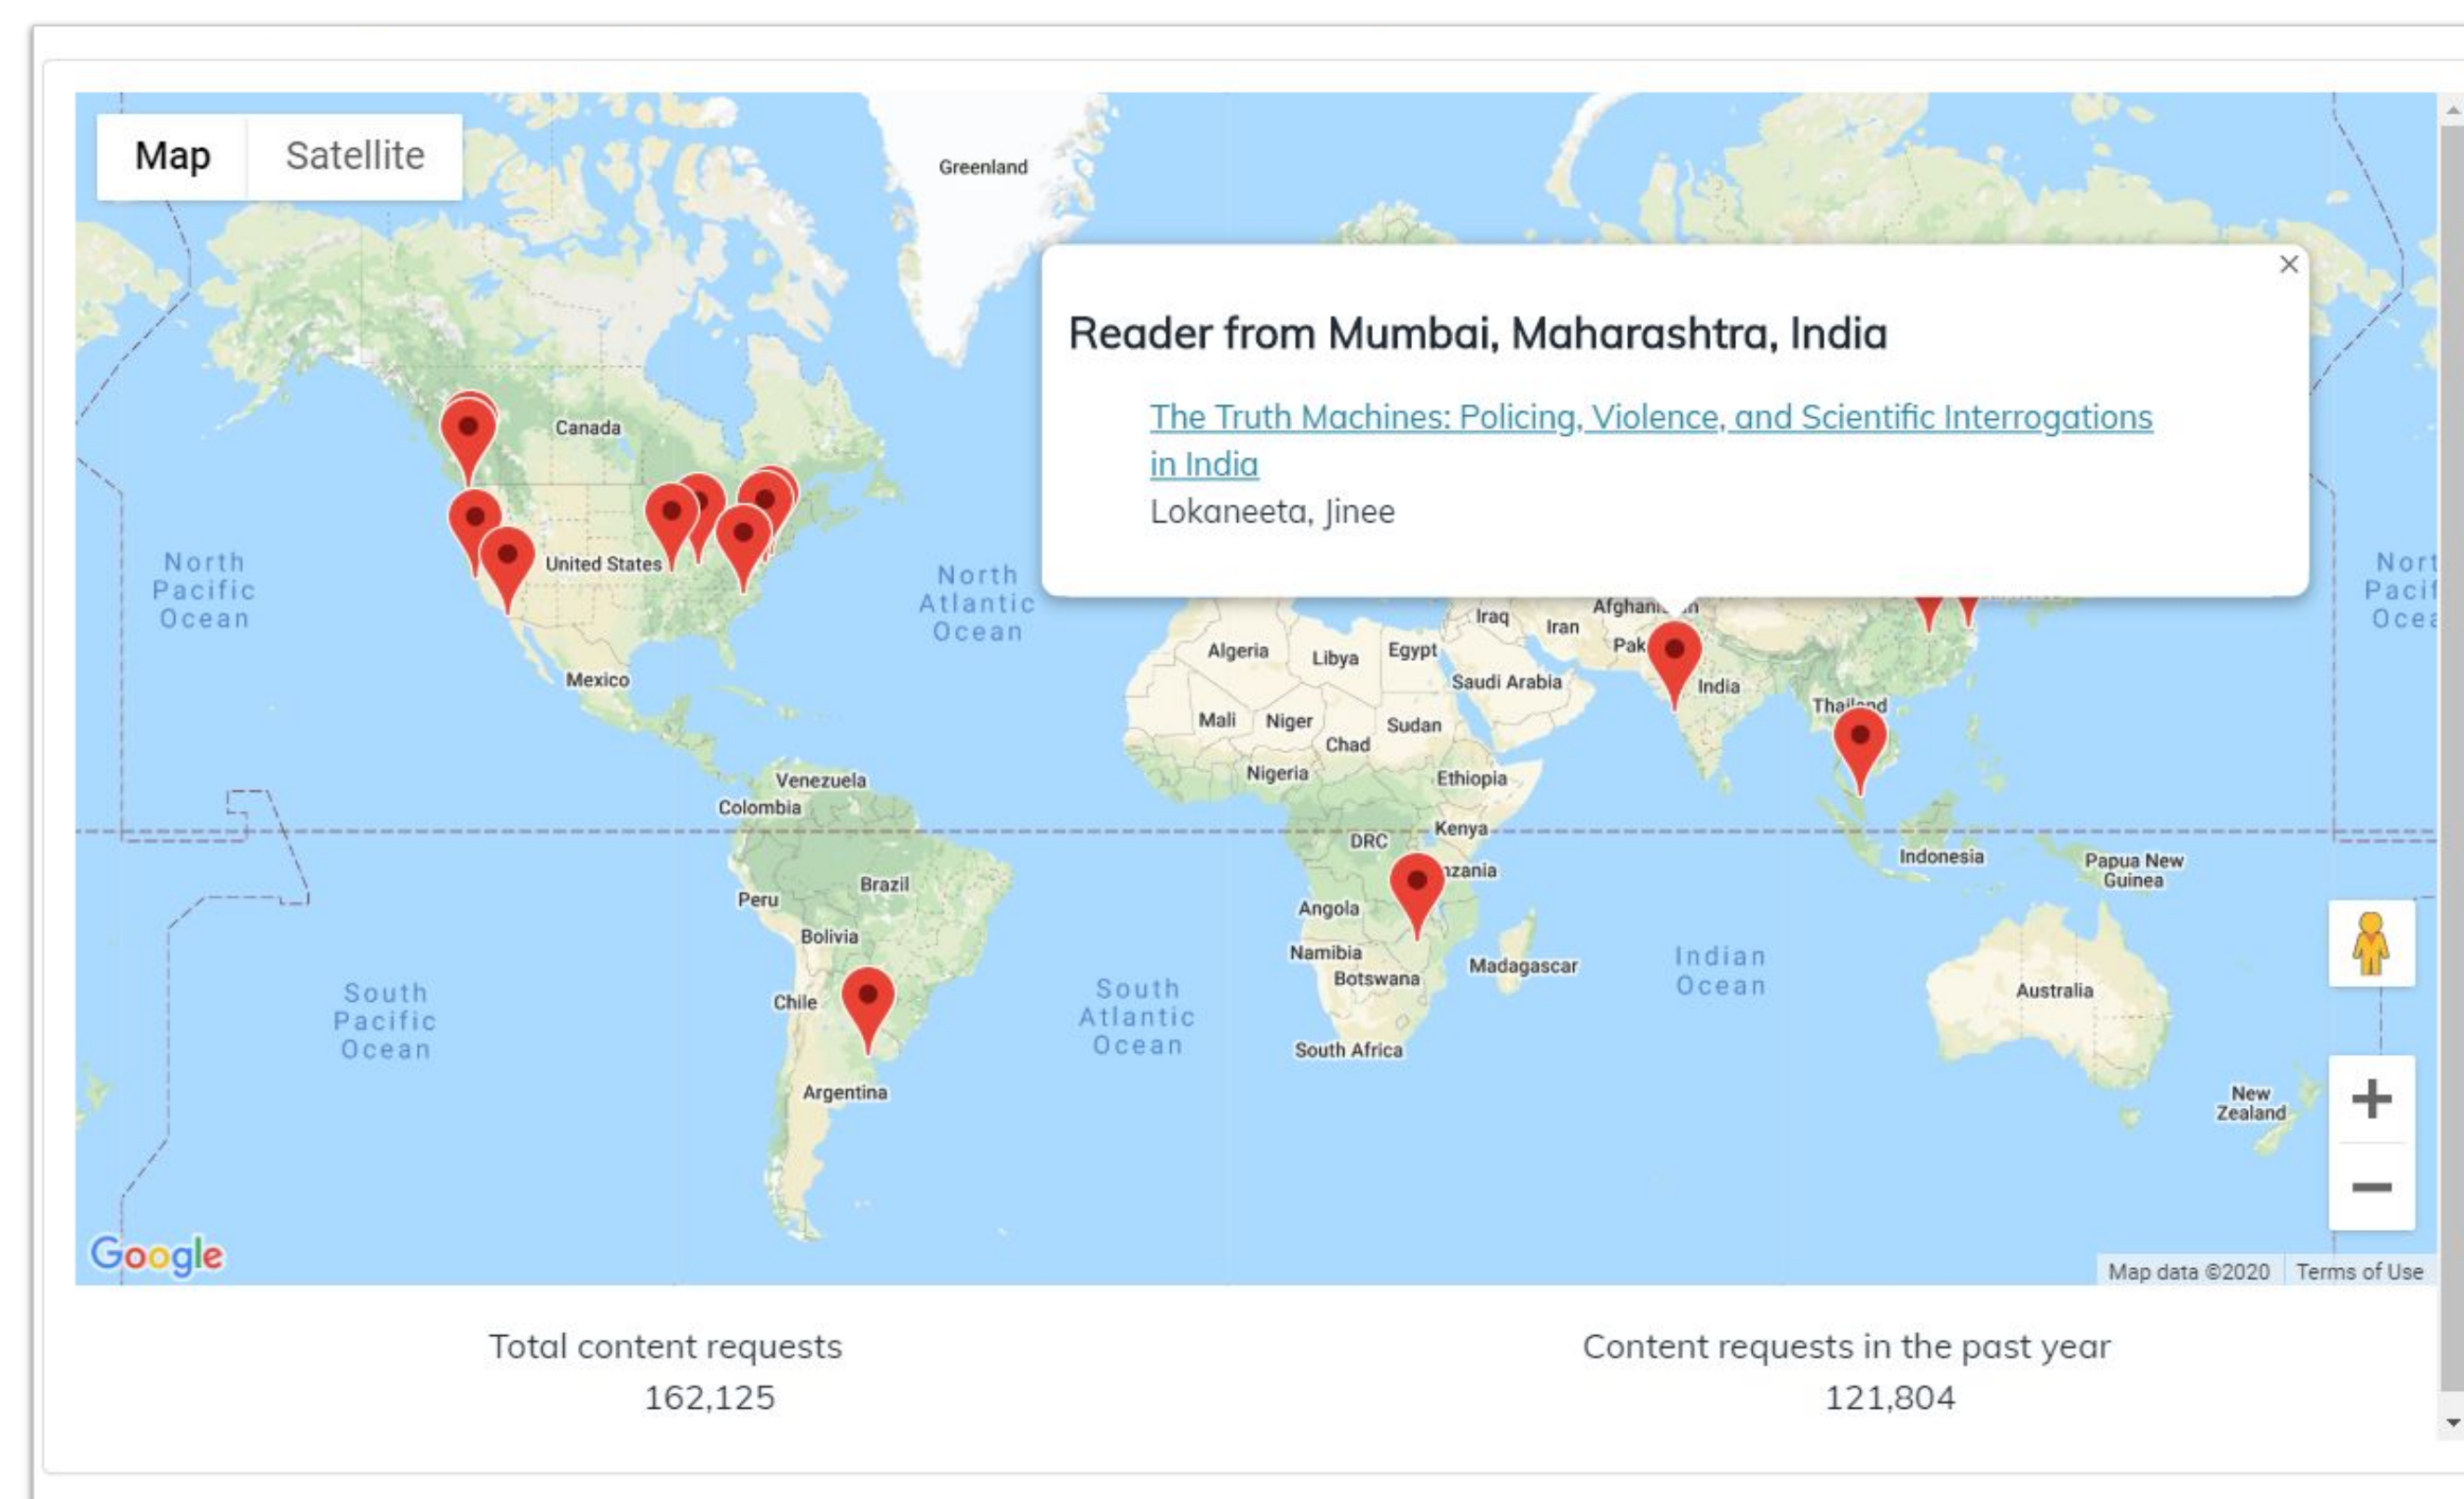 Map Satellite
Greenland
Reader from Mumbai, Maharashtra, India
The Truth Machines: Policing, Violence, and Scientific Interrogations
in India
Lokaneeta, Jinee
Canada
United States
Mexico
North
Pacific
Ocean
North
Atlantic
Ocean
Iraq
Iran
Algeria
Libya
Egypt
Saudi Arabia
India
Mali
Niger
Chad
Sudan
Nigeria
Ethiopia
Venezuela
Colombia
DRC
Kenya
Brazil
Peru
Bolivia
Angola
Namibia
Botswana
Madagascar
Chile
South Africa
Argentina
Indonesia
Papua New
Guinea
Australia
New
Zealand
South
Pacific
Ocean
South
Atlantic
Ocean
Indian
Ocean
Google
Map data ©2020 Terms of Use
Total content requests
162,125
Content requests in the past year
121,804